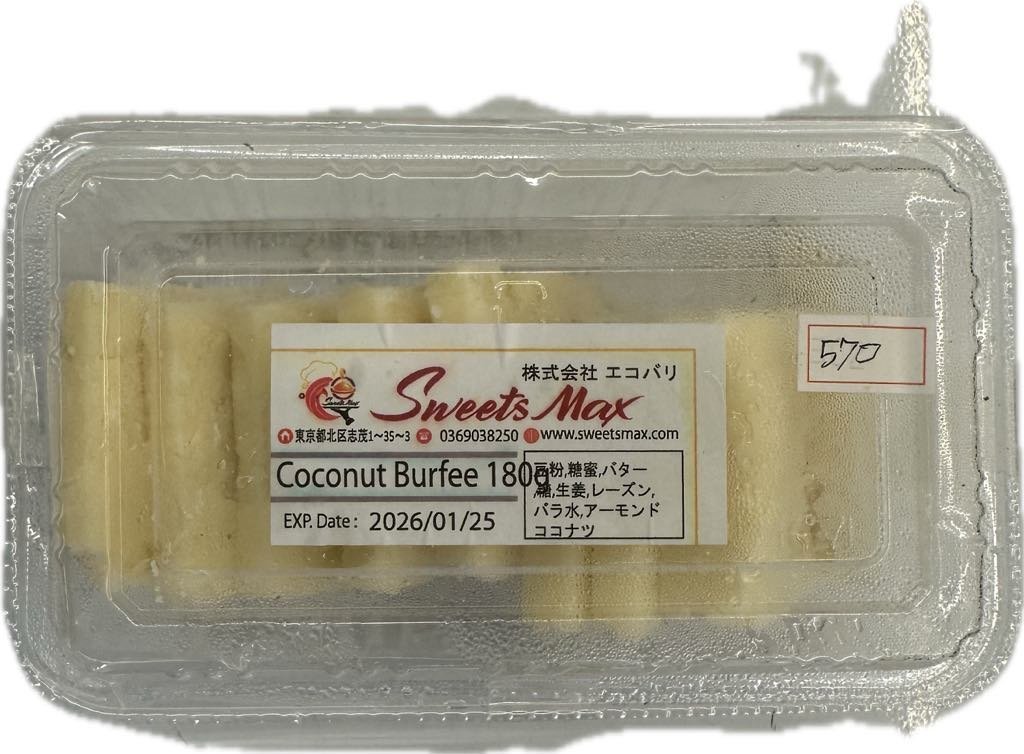 株式会社 エコバリ
Sweets Max
Sweets Max
東京都北区志茂1～35～3 0369038250 www.sweetsmax.com
Coconut Burfee 180g
EXP. Date : 2026/01/25
豆粉,糖蜜,バター
,糖,生姜,レーズン,
バラ水,アーモンド
ココナツ
570